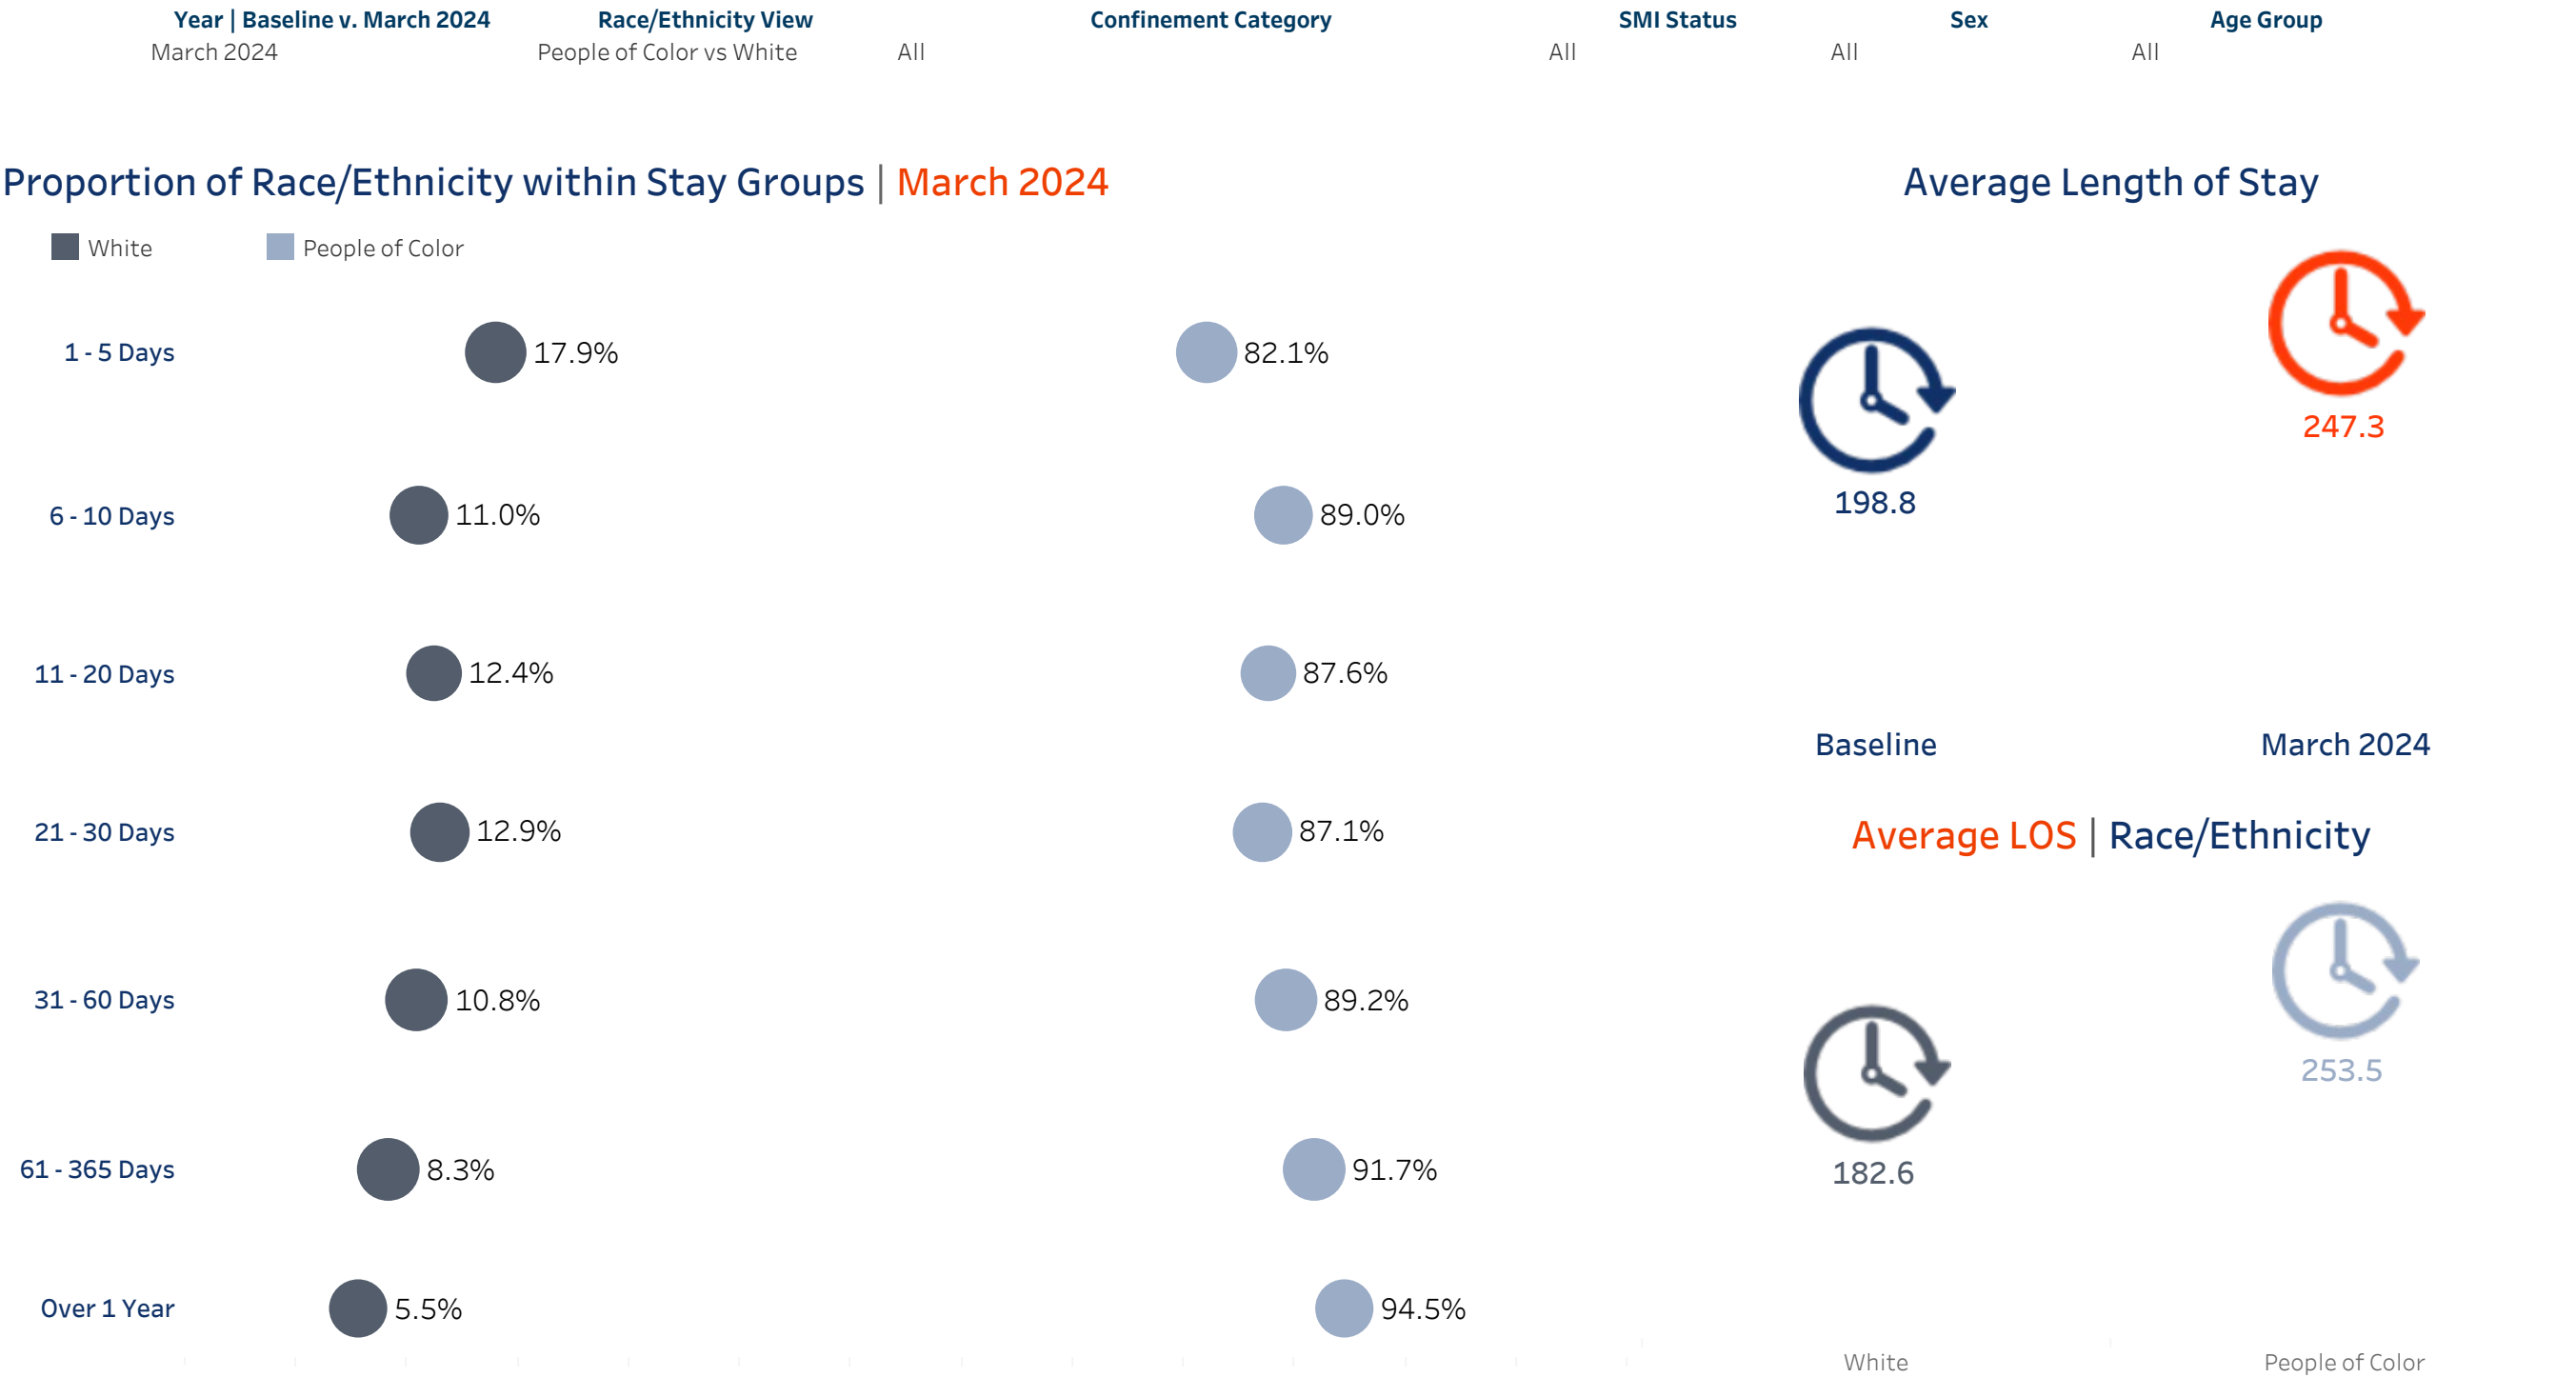 Year | Baseline v. March 2024
March 2024
Race/Ethnicity View
People of Color vs White
Confinement Category
All
SMI Status
All
Sex
All
Age Group
All
Proportion of Race/Ethnicity within Stay Groups | March 2024
White
People of Color
1 - 5 Days 17.9% 82.1%
6 - 10 Days 11.0% 89.0%
11 - 20 Days 12.4% 87.6%
21 - 30 Days 12.9% 87.1%
31 - 60 Days 10.8% 89.2%
61 - 365 Days 8.3% 91.7%
Over 1 Year 5.5% 94.5%
Average Length of Stay
247.3
198.8
Baseline March 2024
Average LOS | Race/Ethnicity
253.5
182.6
White People of Color